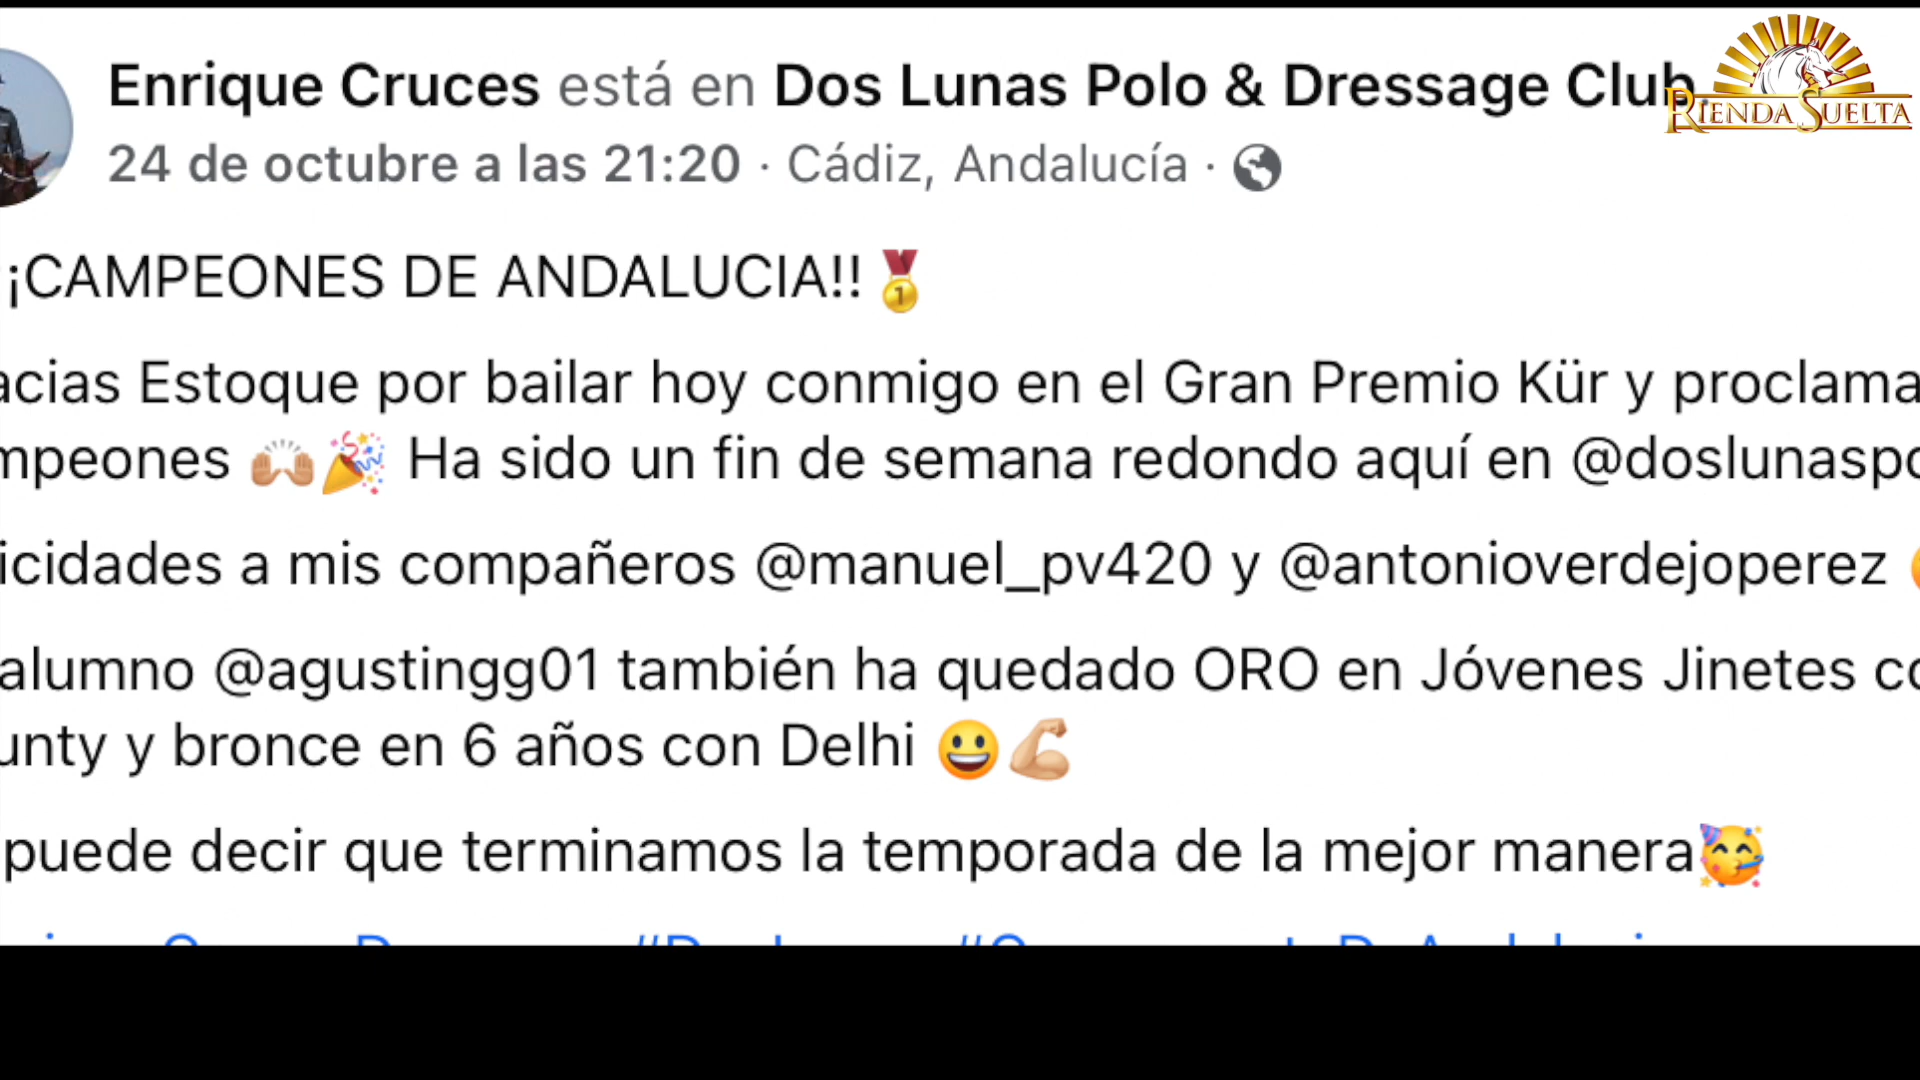 Enrique Cruces está en Dos Lunas Polo & Dressage Club
RIENDA SUELTA
24 de octubre a las 21:20 · Cádiz, Andalucía ·
¡CAMPEONES DE ANDALUCIA!! 🥇
acias Estoque por bailar hoy conmigo en el Gran Premio Kür y proclama
mpeones 🙌🏼🎉 Ha sido un fin de semana redondo aquí en @doslunaspo
icidades a mis compañeros @manuel_pv420 y @antonioverdejoperez
alumno @agustingg01 también ha quedado ORO en Jóvenes Jinetes co
unty y bronce en 6 años con Delhi 😀💪🏼
puede decir que terminamos la temporada de la mejor manera🥳